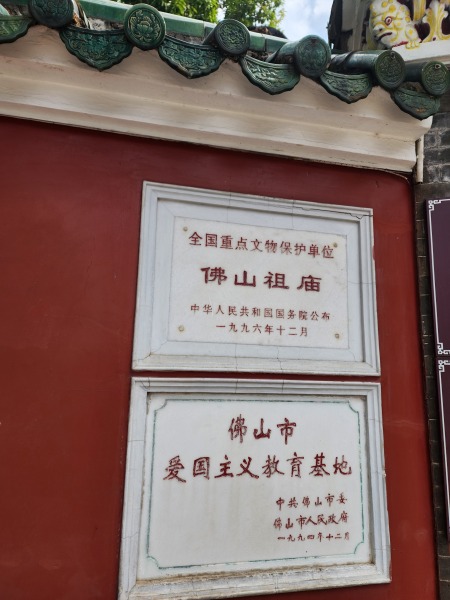 全国重点文物保护单位
佛山祖庙
中华人民共和国国务院公布
一九九六年十二月
佛山市
爱国主义教育基地
中共佛山市委
佛山市人民政府
一九九四年十二月